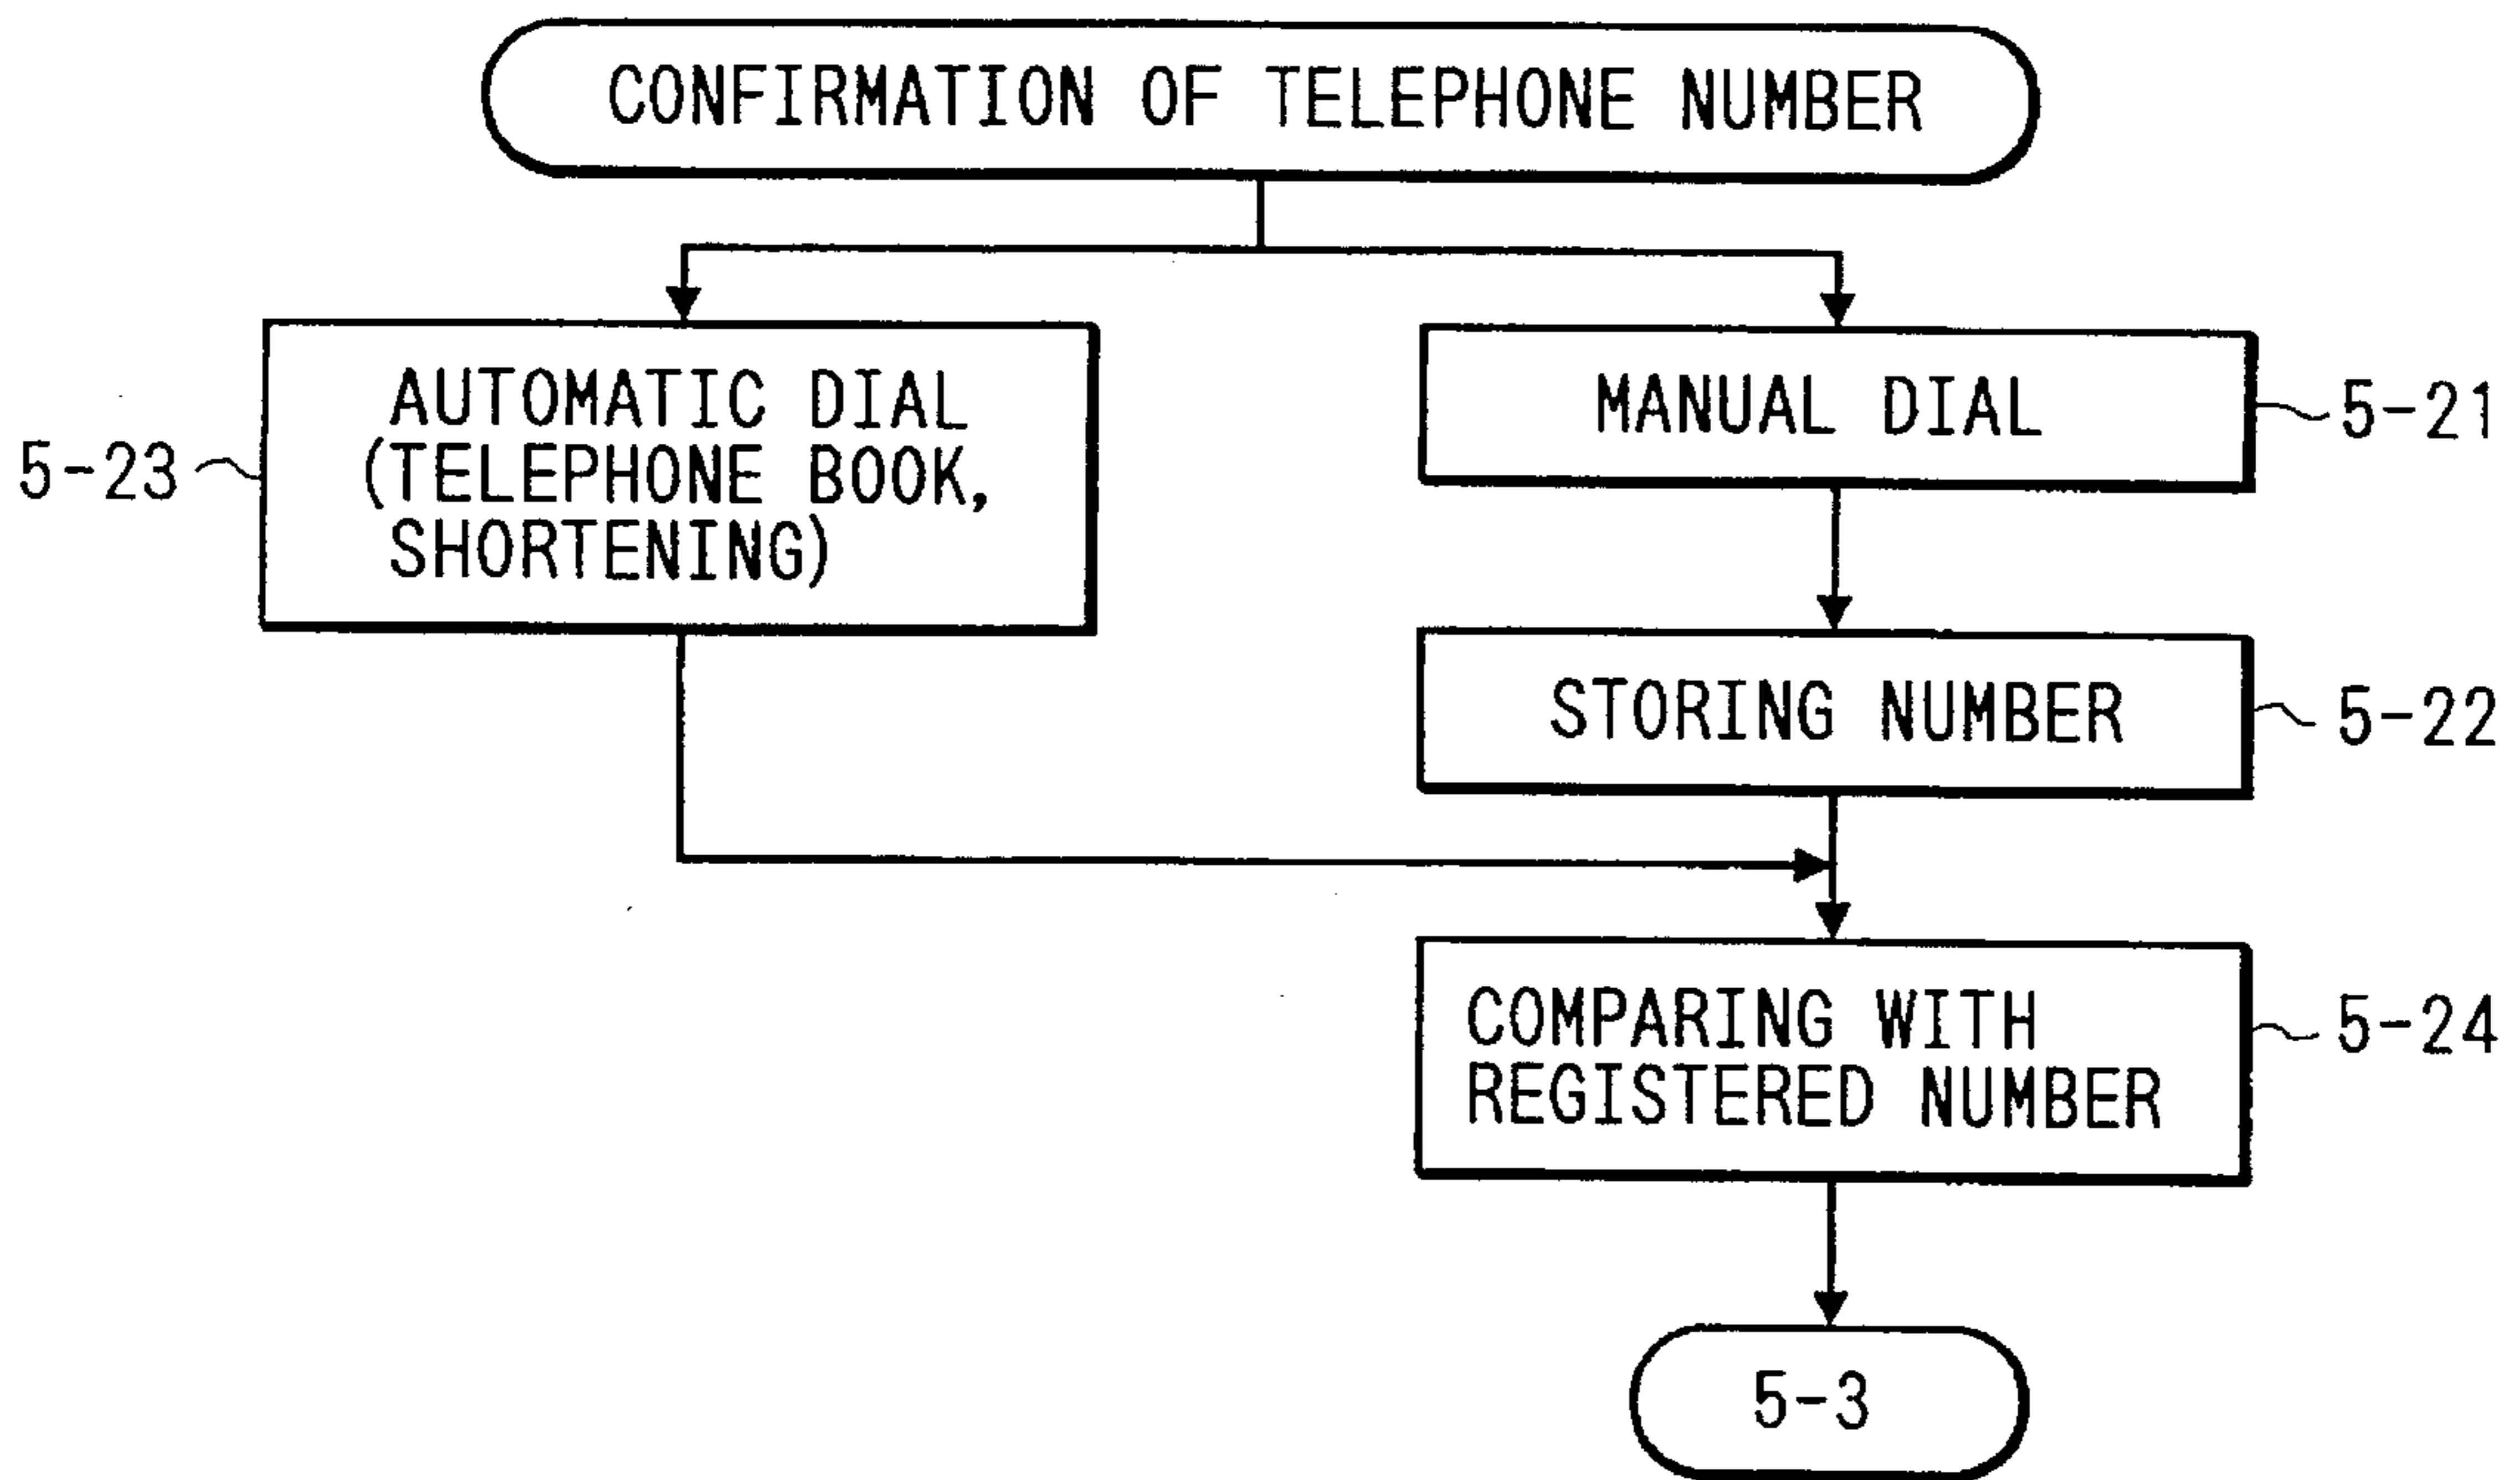 CONFIRMATION OF TELEPHONE NUMBER
AUTOMATIC DIAL
(TELEPHONE BOOK,
SHORTENING)
5-23
MANUAL DIAL
5-21
STORING NUMBER
5-22
COMPARING WITH
REGISTERED NUMBER
5-24
5-3